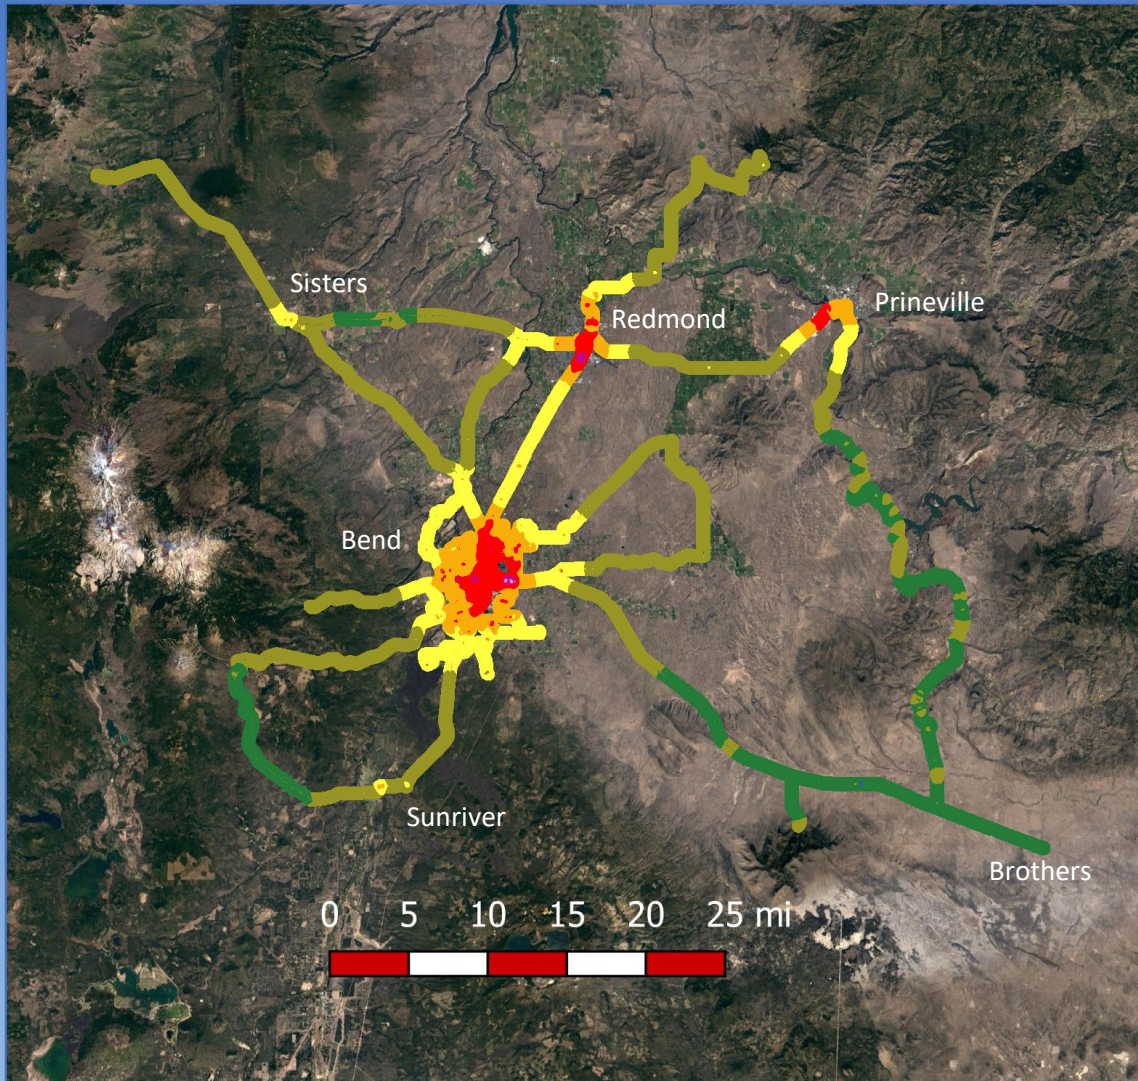 Sisters
Prineville
Redmond
Bend
Sunriver
Brothers
0 5 10 15 20 25 mi